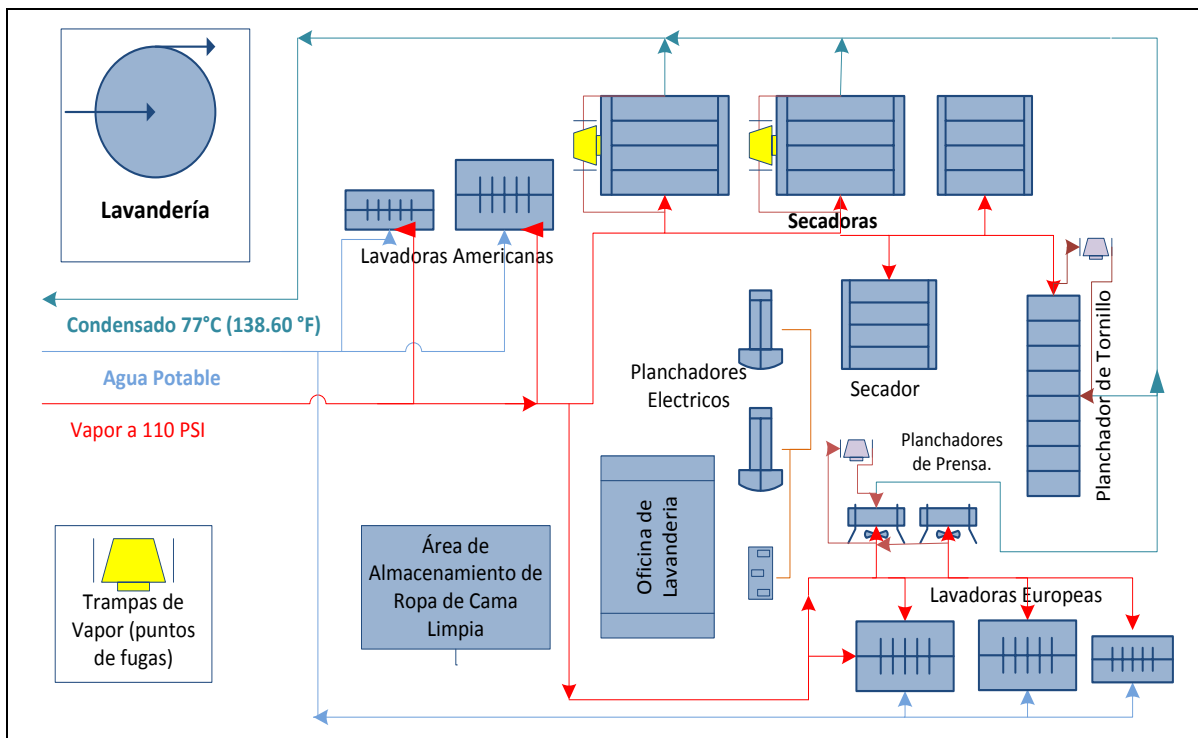 Lavandería
Lavadoras Americanas
Secadoras
Condensado 77°C (138.60 °F)
Agua Potable
Vapor a 110 PSI
Planchadores
Electricos
Secador
Planchador de Tornillo
Planchadores
de Prensa.
Oficina de
Lavanderia
Área de
Almacenamiento de
Ropa de Cama
Limpia
Lavadoras Europeas
Trampas de
Vapor (puntos
de fugas)